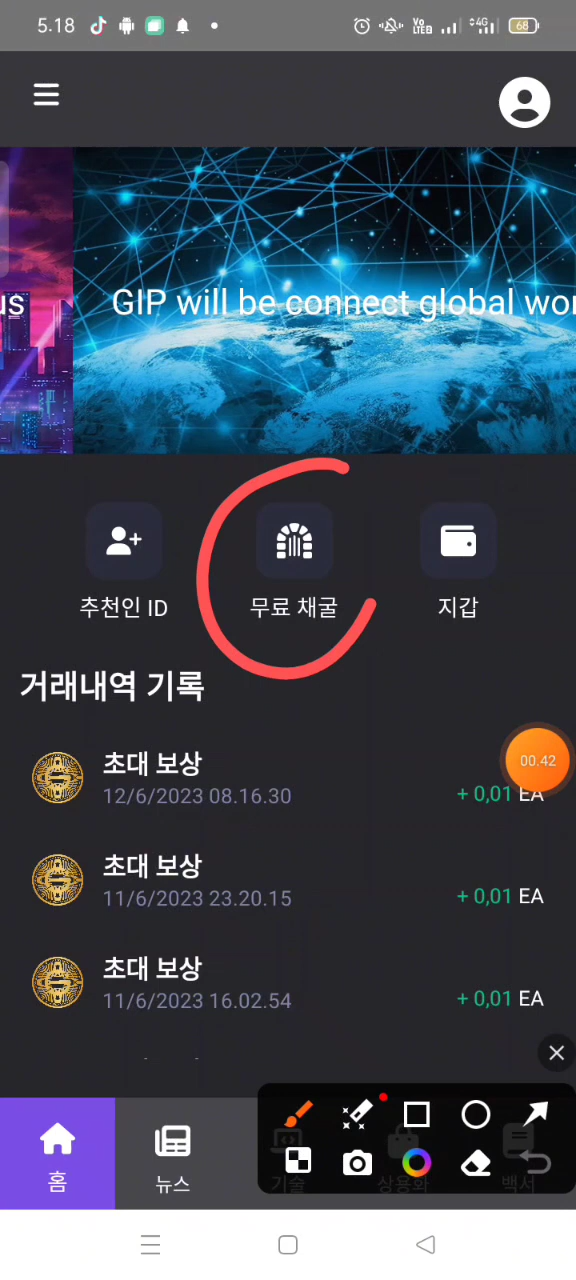 5.18
Vo
LTE2
4G
68
us
GIP will be connect global wor
추천인 ID
무료 채굴
지갑
거래내역 기록
초대 보상
12/6/2023 08.16.30
+ 0,01 EA
00.42
초대 보상
11/6/2023 23.20.15
+ 0,01 EA
초대 보상
11/6/2023 16.02.54
+ 0,01 EA
홈
뉴스
기술
상용화
백서